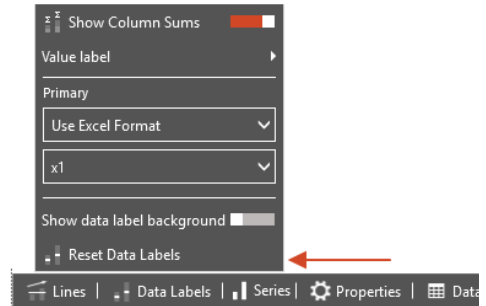 Show Column Sums
Value label
Primary
Use Excel Format
x1
Show data label background
Reset Data Labels
Lines | Data Labels | Series | Properties | Data